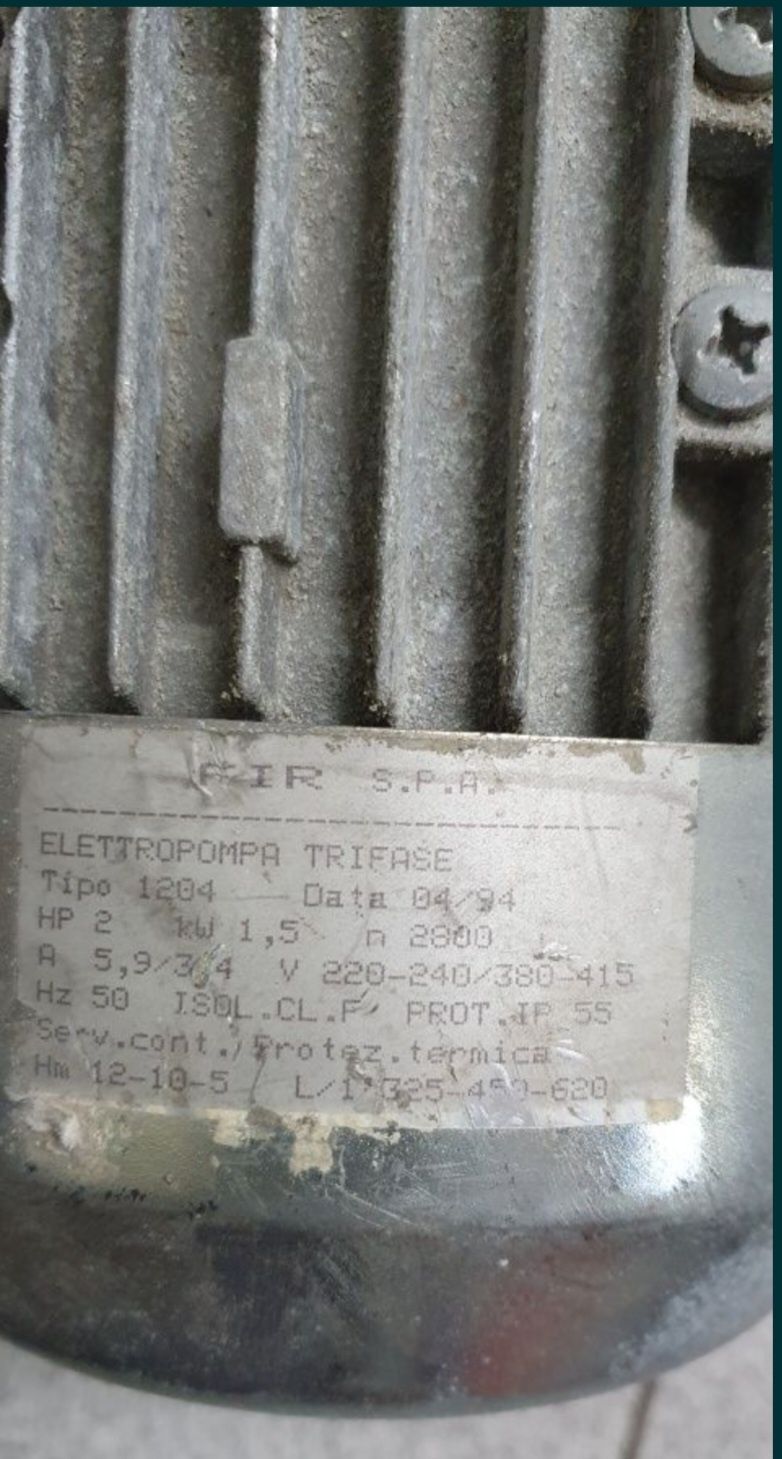 FIR S.P.A.
ELETTROPOMPA TRIFASE
Tipo 1204 Data 04/94
HP 2 kW 1,5 n 2800
A 5,9/3,4 V 220-240/380-415
Hz 50 ISOL.CL.F PROT.IP 55
Serv.cont./Protez.termica
Hm 12-10-5 L/1' 325-450-620